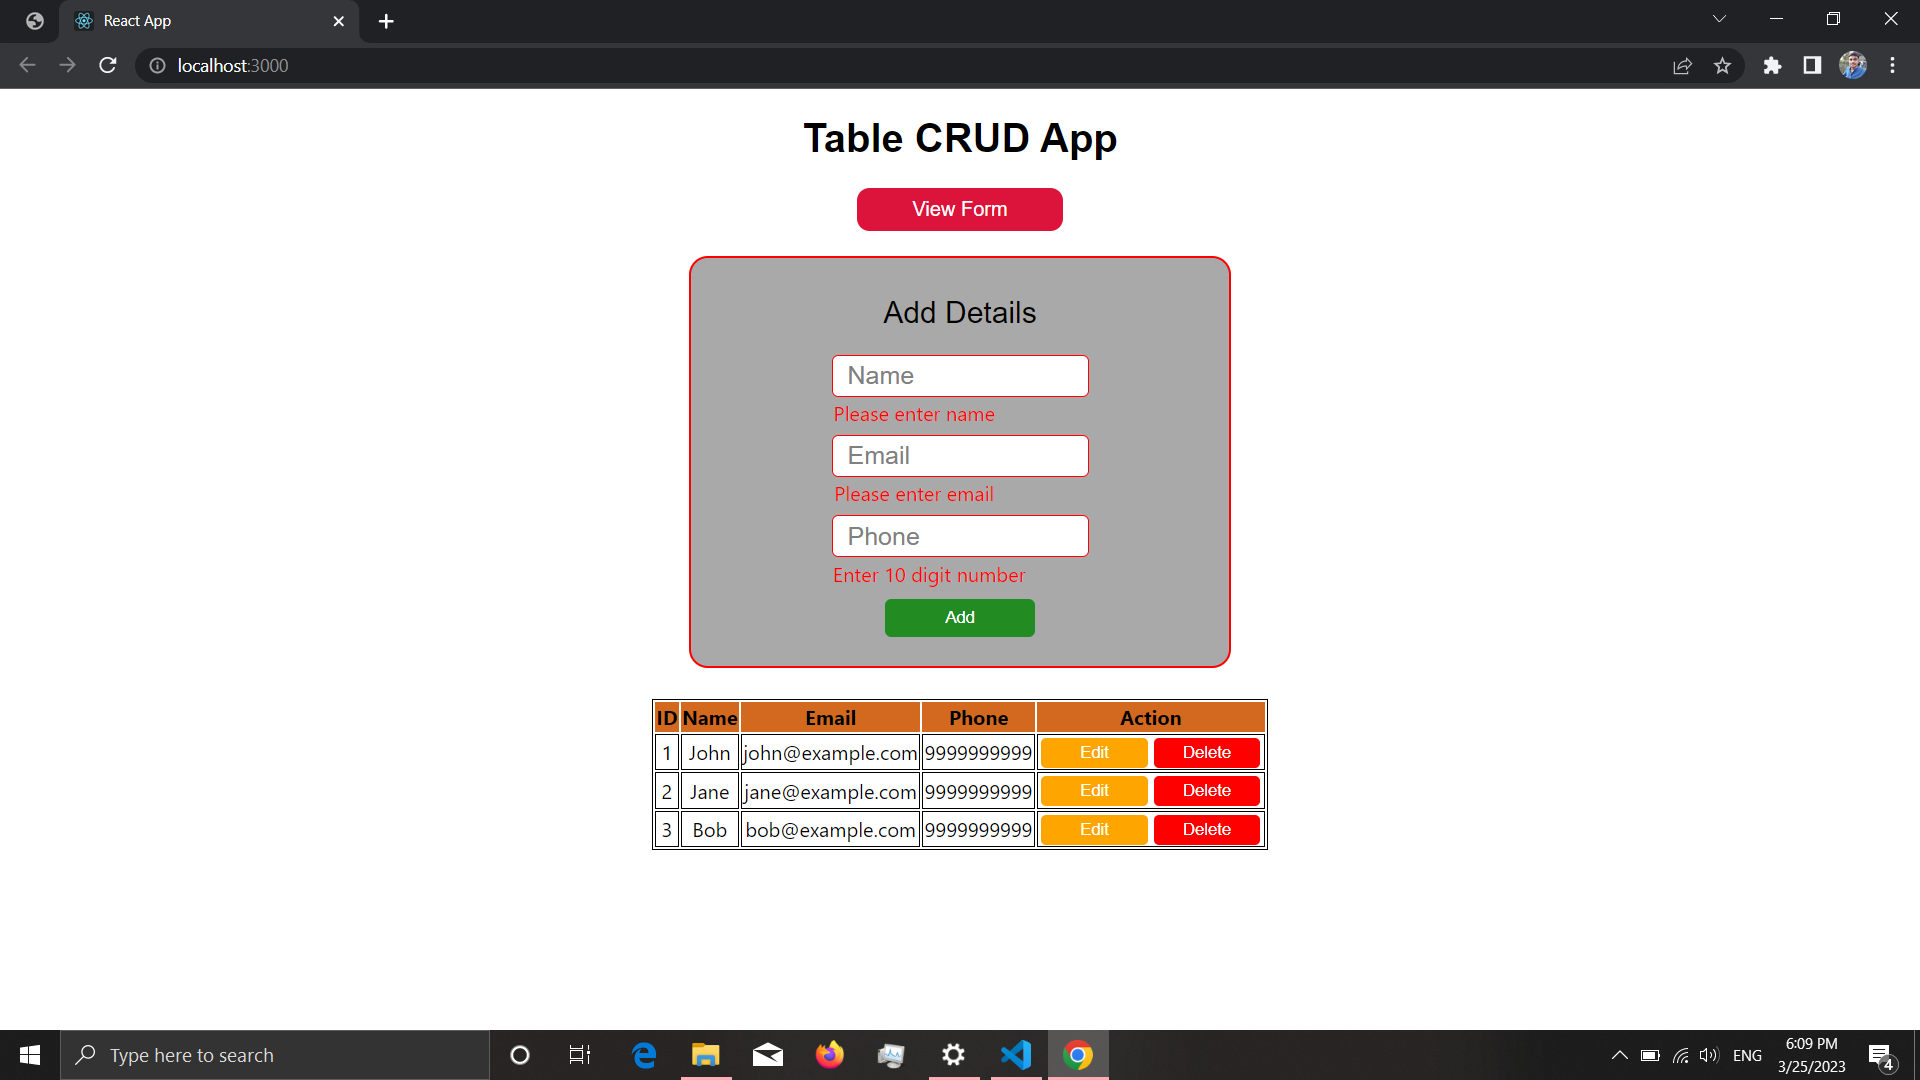 React App
localhost:3000
Table CRUD App
View Form
Add Details
Name
Please enter name
Email
Please enter email
Phone
Enter 10 digit number
Add
ID Name Email Phone Action
1 John john@example.com 9999999999 Edit Delete
2 Jane jane@example.com 9999999999 Edit Delete
3 Bob bob@example.com 9999999999 Edit Delete
Type here to search
ENG
6:09 PM
3/25/2023
4